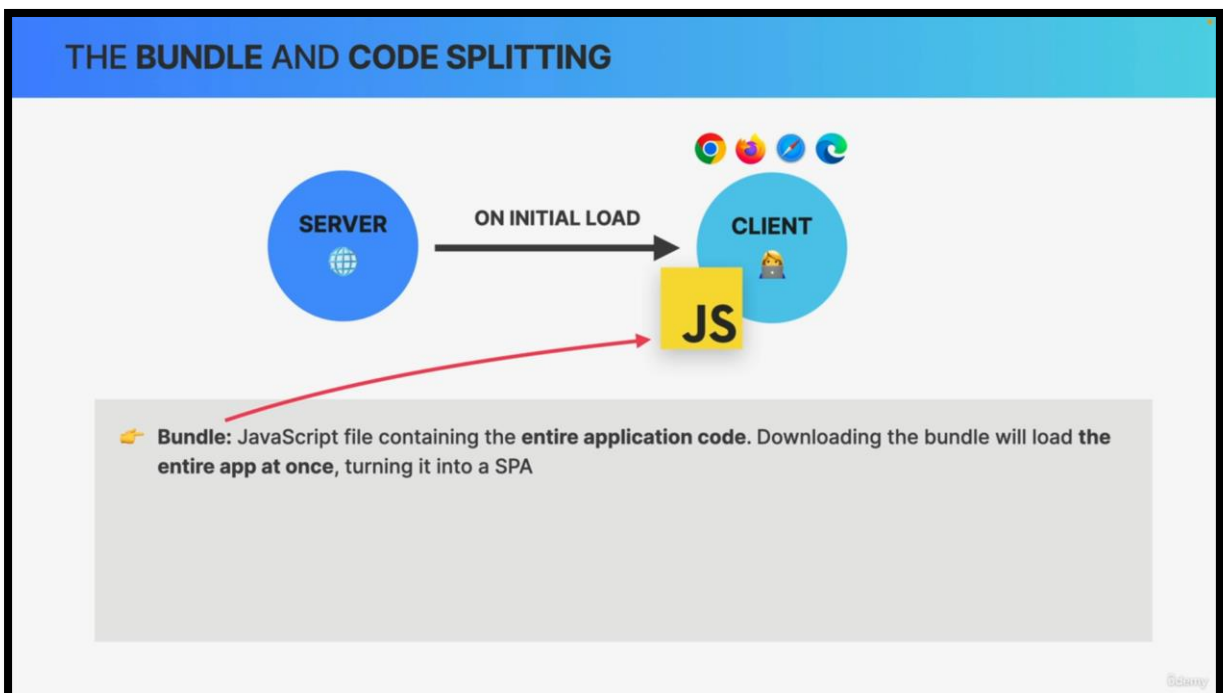 THE BUNDLE AND CODE SPLITTING
SERVER
ON INITIAL LOAD
CLIENT
JS
Bundle: JavaScript file containing the entire application code. Downloading the bundle will load the
entire app at once, turning it into a SPA
ûdemy